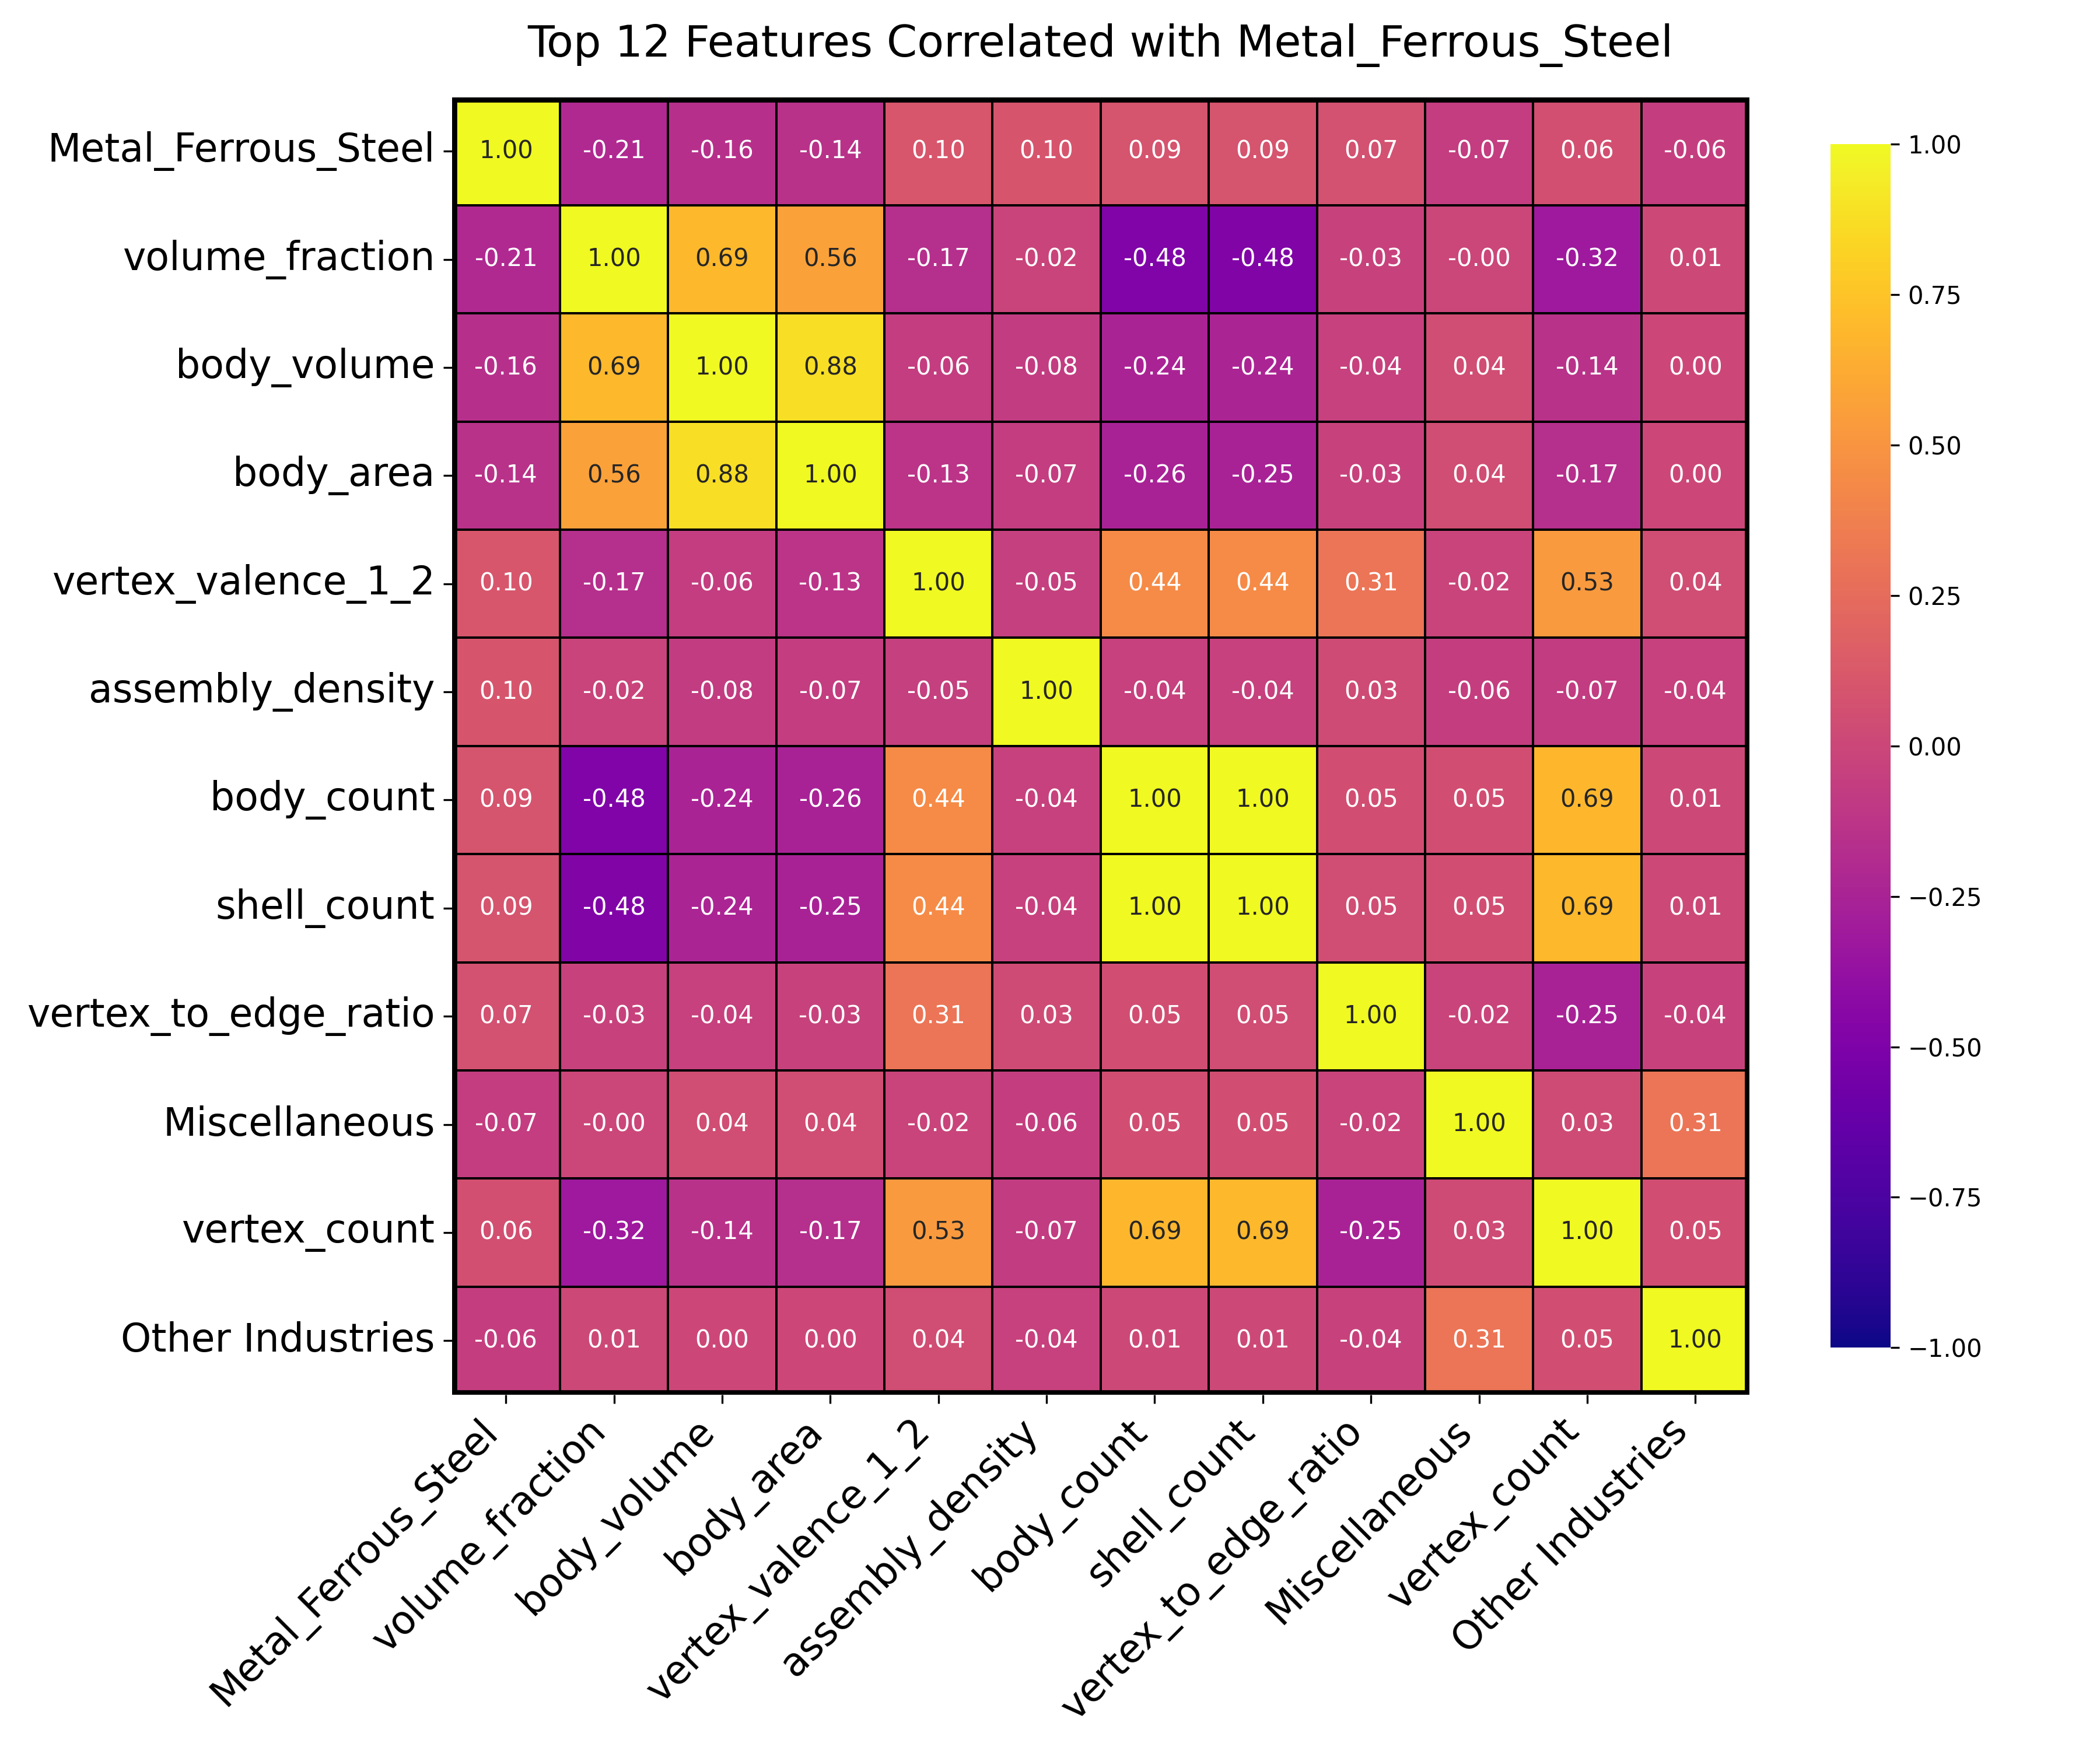 Top 12 Features Correlated with Metal_Ferrous_Steel
Metal_Ferrous_Steel 1.00 -0.21 -0.16 -0.14 0.10 0.10 0.09 0.09 0.07 -0.07 0.06 -0.06
volume_fraction -0.21 1.00 0.69 0.56 -0.17 -0.02 -0.48 -0.48 -0.03 -0.00 -0.32 0.01
body_volume -0.16 0.69 1.00 0.88 -0.06 -0.08 -0.24 -0.24 -0.04 0.04 -0.14 0.00
body_area -0.14 0.56 0.88 1.00 -0.13 -0.07 -0.26 -0.25 -0.03 0.04 -0.17 0.00
vertex_valence_1_2 0.10 -0.17 -0.06 -0.13 1.00 -0.05 0.44 0.44 0.31 -0.02 0.53 0.04
assembly_density 0.10 -0.02 -0.08 -0.07 -0.05 1.00 -0.04 -0.04 0.03 -0.06 -0.07 -0.04
body_count 0.09 -0.48 -0.24 -0.26 0.44 -0.04 1.00 1.00 0.05 0.05 0.69 0.01
shell_count 0.09 -0.48 -0.24 -0.25 0.44 -0.04 1.00 1.00 0.05 0.05 0.69 0.01
vertex_to_edge_ratio 0.07 -0.03 -0.04 -0.03 0.31 0.03 0.05 0.05 1.00 -0.02 -0.25 -0.04
Miscellaneous -0.07 -0.00 0.04 0.04 -0.02 -0.06 0.05 0.05 -0.02 1.00 0.03 0.31
vertex_count 0.06 -0.32 -0.14 -0.17 0.53 -0.07 0.69 0.69 -0.25 0.03 1.00 0.05
Other Industries -0.06 0.01 0.00 0.00 0.04 -0.04 0.01 0.01 -0.04 0.31 0.05 1.00
Metal_Ferrous_Steel
volume_fraction
body_volume
body_area
vertex_valence_1_2
assembly_density
body_count
shell_count
vertex_to_edge_ratio
Miscellaneous
vertex_count
Other Industries
1.00
0.75
0.50
0.25
0.00
−0.25
−0.50
−0.75
−1.00